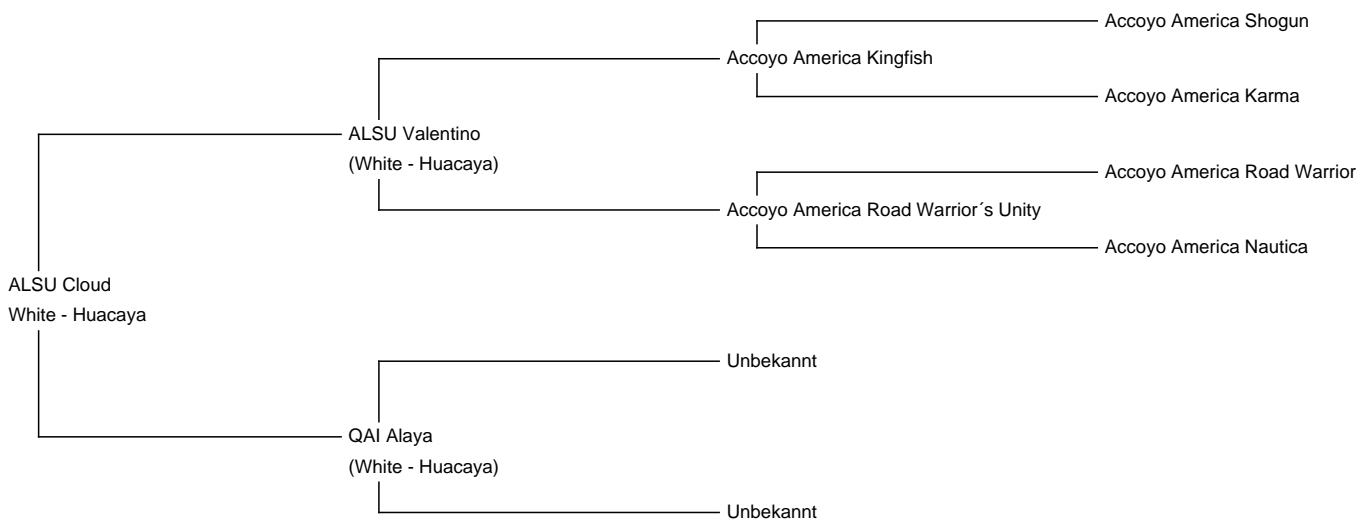 Accoyo America Shogun
Accoyo America Kingfish
Accoyo America Karma
ALSU Valentino
(White - Huacaya)
Accoyo America Road Warrior
Accoyo America Road Warrior´s Unity
Accoyo America Nautica
ALSU Cloud
White - Huacaya
Unbekannt
QAI Alaya
(White - Huacaya)
Unbekannt